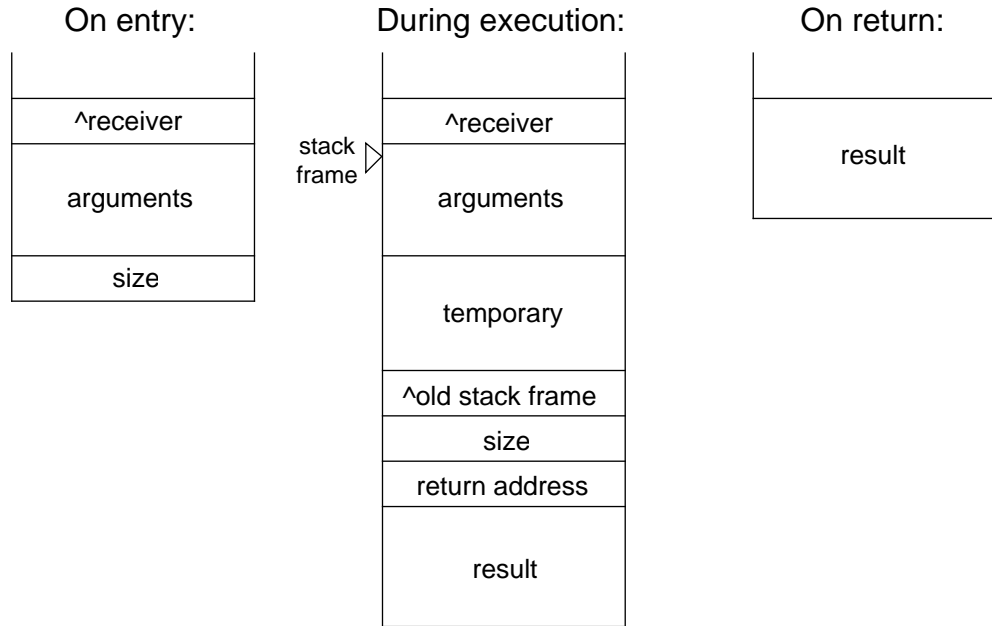 On entry:
During execution:
On return:
^receiver
arguments
size
stack
frame
^receiver
arguments
temporary
^old stack frame
size
return address
result
result